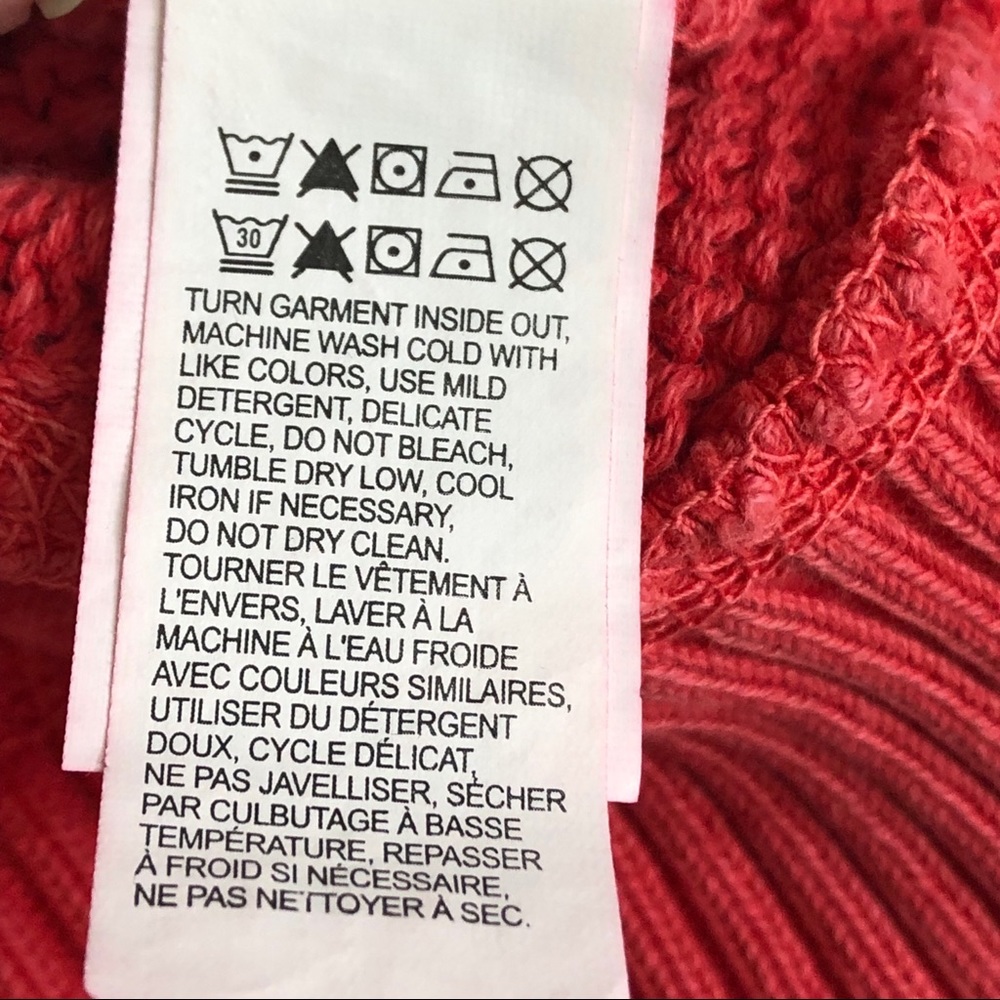 30
TURN GARMENT INSIDE OUT,
MACHINE WASH COLD WITH
LIKE COLORS, USE MILD
DETERGENT, DELICATE
CYCLE, DO NOT BLEACH,
TUMBLE DRY LOW, COOL
IRON IF NECESSARY,
DO NOT DRY CLEAN.
TOURNER LE VÊTEMENT À
L'ENVERS, LAVER À LA
MACHINE À L'EAU FROIDE
AVEC COULEURS SIMILAIRES,
UTILISER DU DÉTERGENT
DOUX, CYCLE DÉLICAT,
NE PAS JAVELLISER, SÈCHER
PAR CULBUTAGE À BASSE
TEMPÉRATURE, REPASSER
À FROID SI NÉCESSAIRE,
NE PAS NETTOYER À SEC.